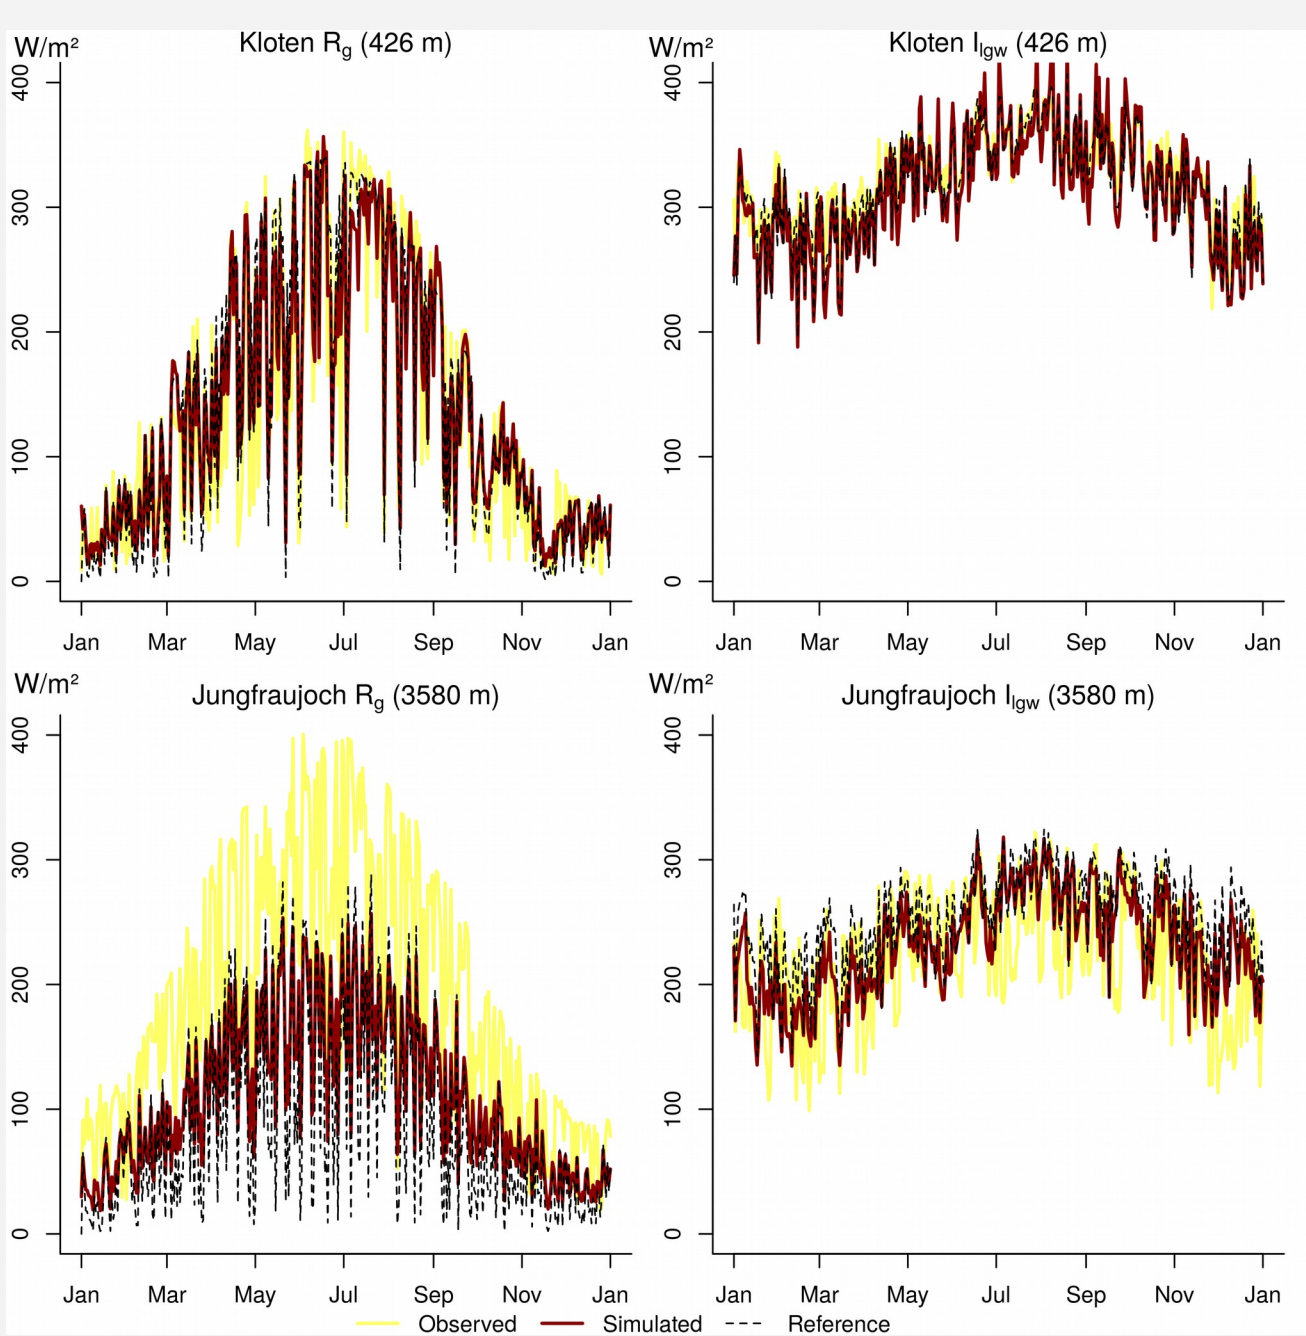 W/m² Kloten Rg (426 m)
400
300
200
100
0
Jan Mar May Jul Sep Nov Jan
W/m² Kloten Ilgw (426 m)
400
300
200
100
0
Jan Mar May Jul Sep Nov Jan
W/m² Jungfraujoch Rg (3580 m)
400
300
200
100
0
Jan Mar May Jul Sep Nov Jan
W/m² Jungfraujoch Ilgw (3580 m)
400
300
200
100
0
Jan Mar May Jul Sep Nov Jan
Observed Simulated Reference